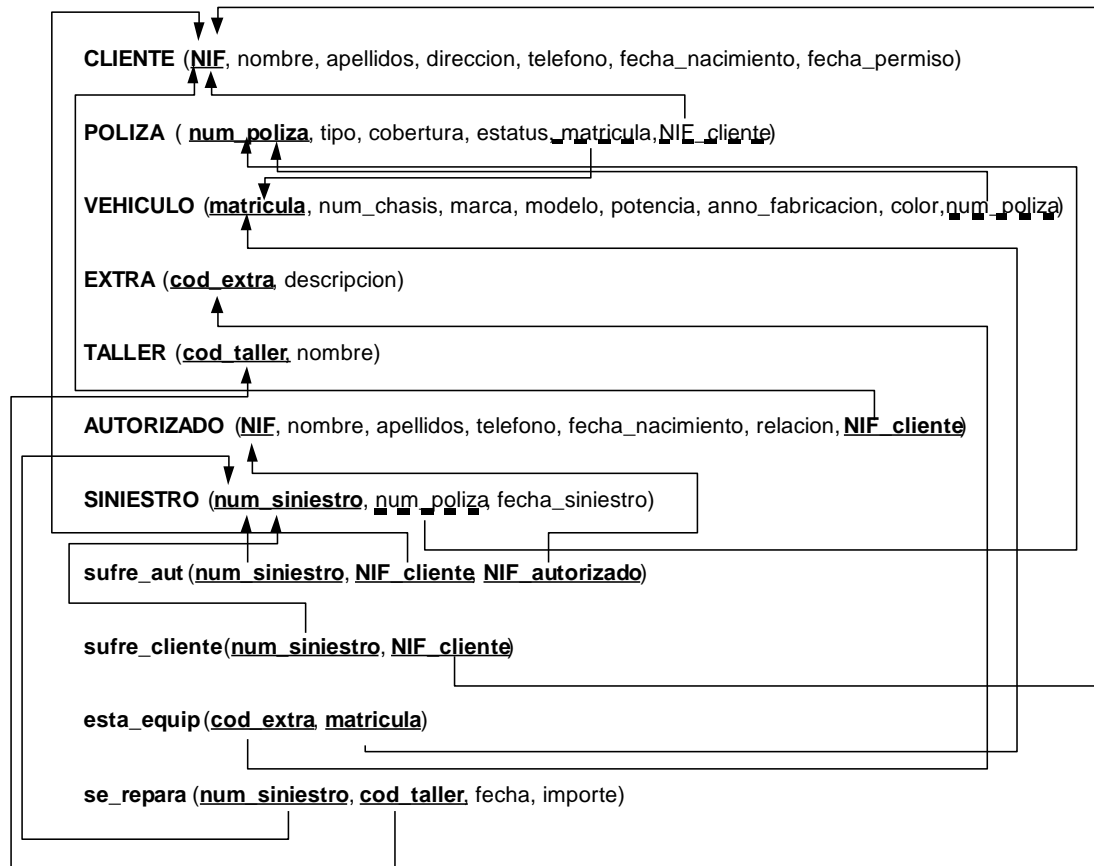 CLIENTE (NIF, nombre, apellidos, direccion, telefono, fecha_nacimiento, fecha_permiso)
POLIZA ( num_poliza, tipo, cobertura, estatus, matricula,NIF_cliente)
VEHICULO (matricula, num_chasis, marca, modelo, potencia, anno_fabricacion, color,num_poliza)
EXTRA (cod_extra, descripcion)
TALLER (cod_taller, nombre)
AUTORIZADO (NIF, nombre, apellidos, telefono, fecha_nacimiento, relacion, NIF_cliente)
SINIESTRO (num_siniestro, num_poliza, fecha_siniestro)
sufre_aut(num_siniestro, NIF_cliente, NIF_autorizado)
sufre_cliente(num_siniestro, NIF_cliente)
esta_equip(cod_extra, matricula)
se_repara (num_siniestro, cod_taller, fecha, importe)